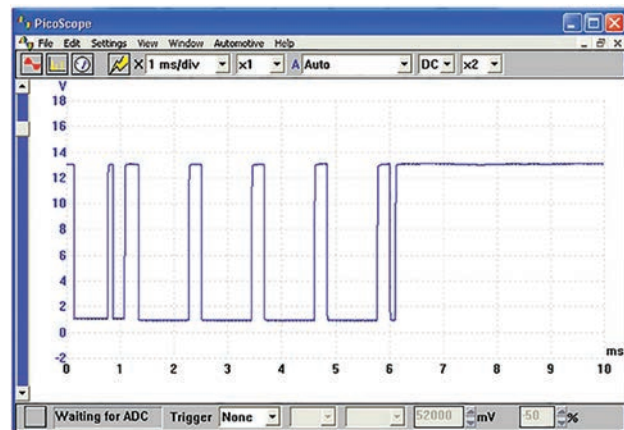 PicoScope
File Edit Settings View Window Automotive Help
X 1 ms/div x1 A Auto DC x2
V
18
16
14
12
10
8
6
4
2
0
-2
ms
0 1 2 3 4 5 6 7 8 9 10
Waiting for ADC Trigger None 52000 mV -50 %